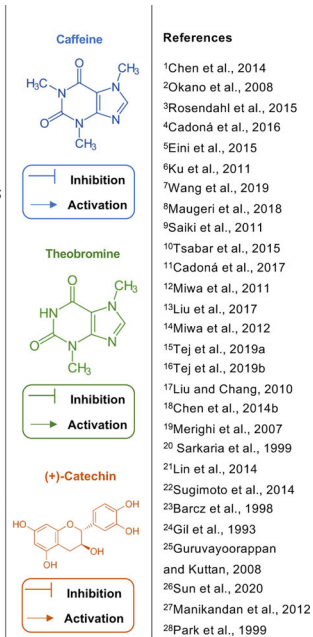 Caffeine
O
CH₃
H₃C
N
N
O
N
N
CH₃
Inhibition
Activation
Theobromine
O
CH₃
HN
N
O
N
N
CH₃
Inhibition
Activation
(+)-Catechin
OH
OH
HO
O
OH
OH
Inhibition
Activation
References
¹Chen et al., 2014
²Okano et al., 2008
³Rosendahl et al., 2015
⁴Cadoná et al., 2016
⁵Eini et al., 2015
⁶Ku et al., 2011
⁷Wang et al., 2019
⁸Maugeri et al., 2018
⁹Saiki et al., 2011
¹⁰Tsabar et al., 2015
¹¹Cadoná et al., 2017
¹²Miwa et al., 2011
¹³Liu et al., 2017
¹⁴Miwa et al., 2012
¹⁵Tej et al., 2019a
¹⁶Tej et al., 2019b
¹⁷Liu and Chang, 2010
¹⁸Chen et al., 2014b
¹⁹Merighi et al., 2007
²⁰ Sarkaria et al., 1999
²¹Lin et al., 2014
²²Sugimoto et al., 2014
²³Barcz et al., 1998
²⁴Gil et al., 1993
²⁵Guruvayoorappan
and Kuttan, 2008
²⁶Sun et al., 2020
²⁷Manikandan et al., 2012
²⁸Park et al., 1999